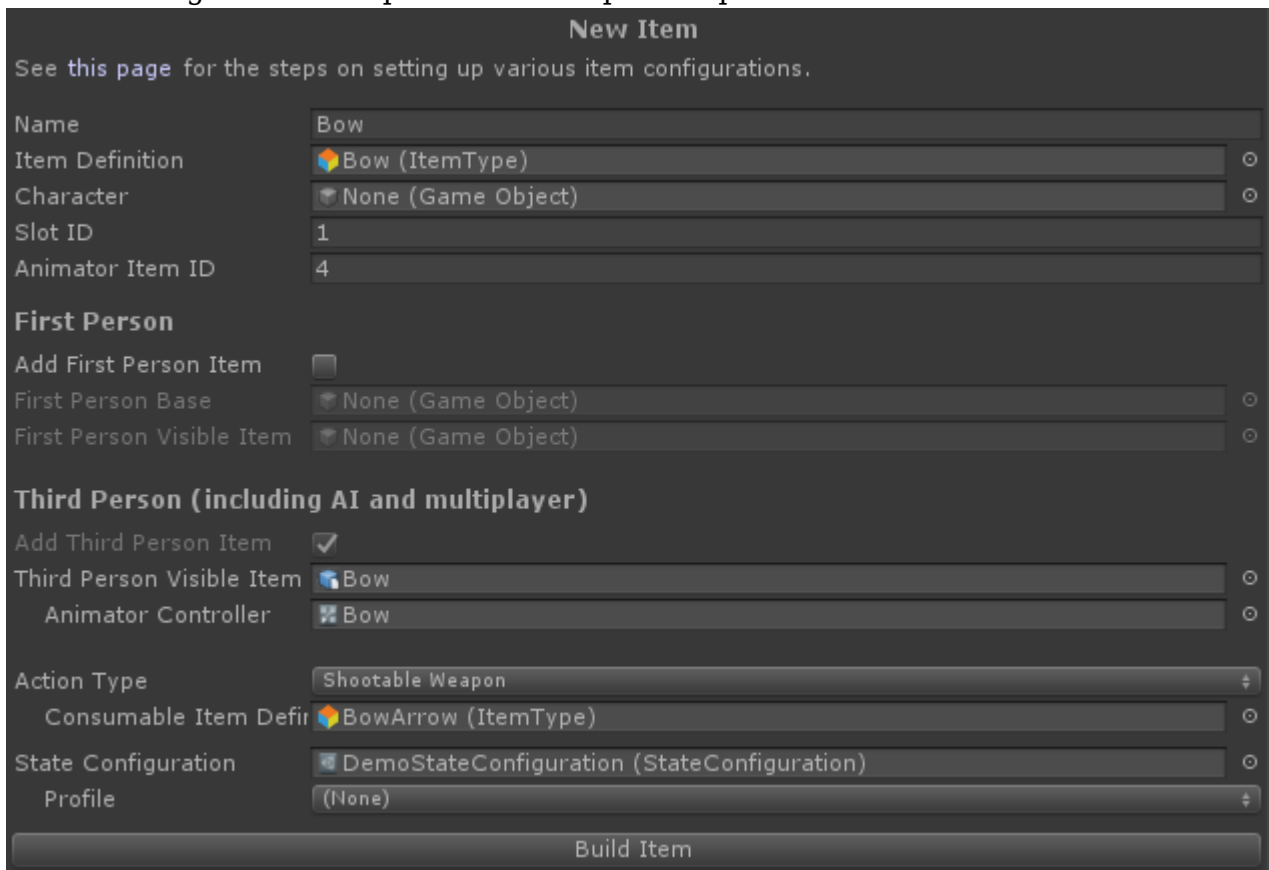 New Item
See this page for the steps on setting up various item configurations.
Name Bow
Item Definition Bow (ItemType)
Character None (Game Object)
Slot ID 1
Animator Item ID 4
First Person
Add First Person Item
First Person Base None (Game Object)
First Person Visible Item None (Game Object)
Third Person (including AI and multiplayer)
Add Third Person Item
Third Person Visible Item Bow
Animator Controller Bow
Action Type Shootable Weapon
Consumable Item Defir BowArrow (ItemType)
State Configuration DemoStateConfiguration (StateConfiguration)
Profile (None)
Build Item